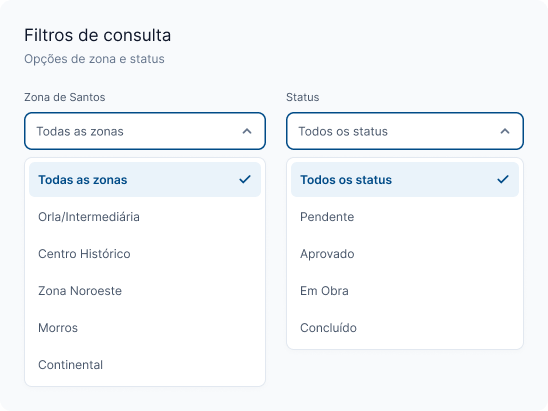 Filtros de consulta
Opções de zona e status
Zona de Santos
Todas as zonas
Todas as zonas
Orla/Intermediária
Centro Histórico
Zona Noroeste
Morros
Continental
Status
Todos os status
Todos os status
Pendente
Aprovado
Em Obra
Concluído